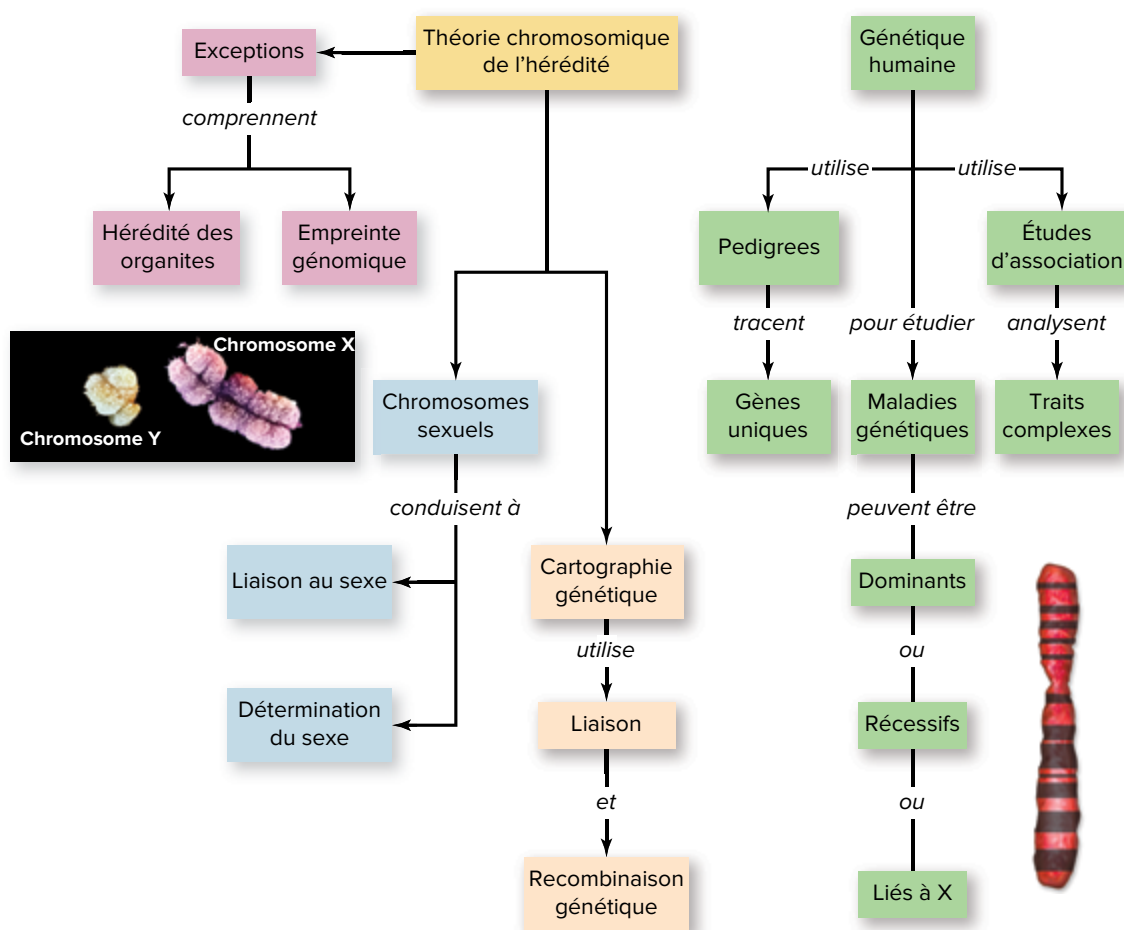 Exceptions
Théorie chromosomique
de l'hérédité
comprennent
Hérédité des
organites
Empreinte
génomique
Chromosome X
Chromosome Y
Chromosomes
sexuels
conduisent à
Liaison au sexe
Détermination
du sexe
Cartographie
génétique
utilise
Liaison
et
Recombinaison
génétique
Génétique
humaine
utilise
utilise
Pedigrees
Études
d'association
tracent
pour étudier
analysent
Gènes
uniques
Maladies
génétiques
Traits
complexes
peuvent être
Dominants
ou
Récessifs
ou
Liés à X